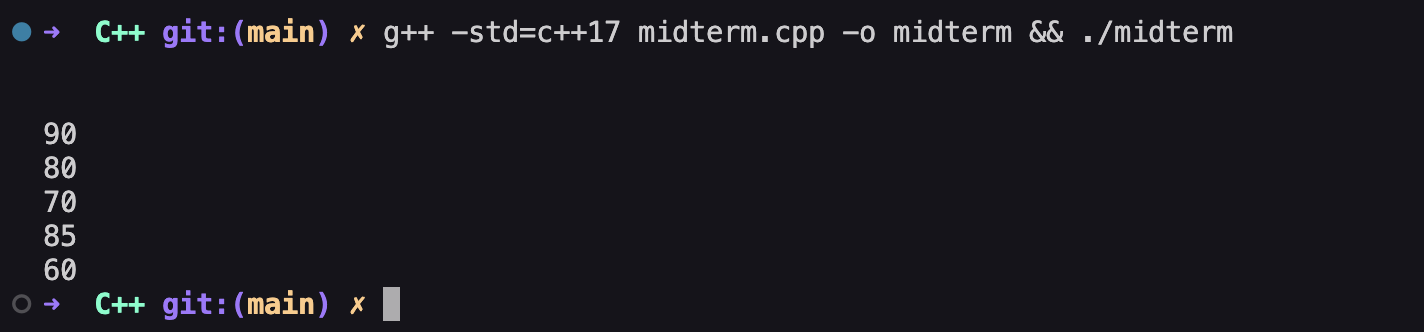 ➜ C++ git:(main) ✗ g++ -std=c++17 midterm.cpp -o midterm && ./midterm
90
80
70
85
60
➜ C++ git:(main) ✗